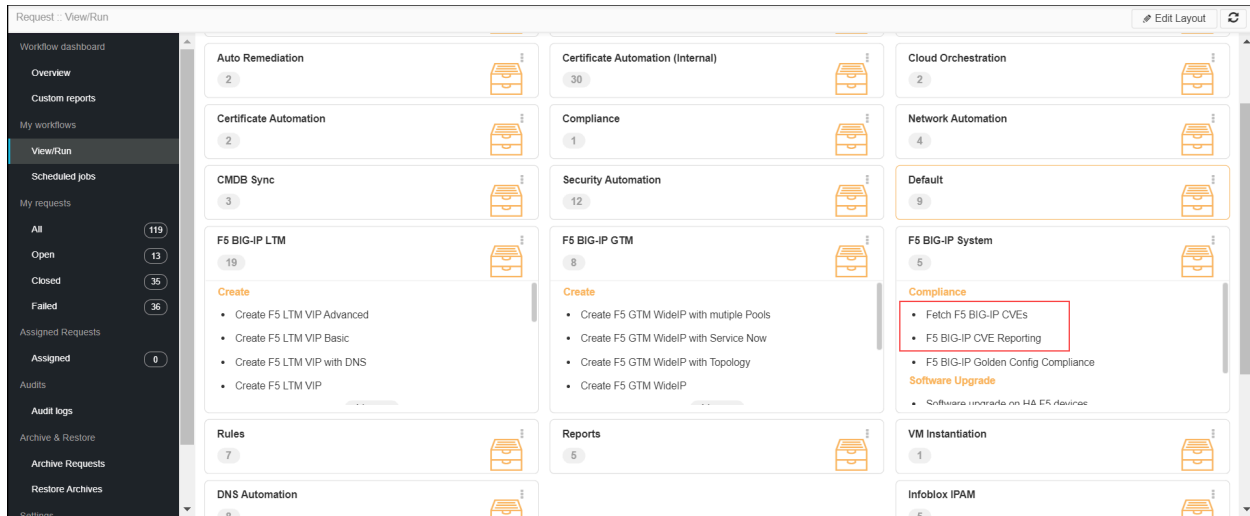 Request :: View/Run
Edit Layout
Workflow dashboard
Overview
Custom reports
My workflows
View/Run
Scheduled jobs
My requests
All 119
Open 13
Closed 35
Failed 36
Assigned Requests
Assigned 0
Audits
Audit logs
Archive & Restore
Archive Requests
Restore Archives
Settings
Auto Remediation
2
Certificate Automation (Internal)
30
Cloud Orchestration
2
Certificate Automation
2
Compliance
1
Network Automation
4
CMDB Sync
3
Security Automation
12
Default
9
F5 BIG-IP LTM
19
Create
• Create F5 LTM VIP Advanced
• Create F5 LTM VIP Basic
• Create F5 LTM VIP with DNS
• Create F5 LTM VIP
F5 BIG-IP GTM
8
Create
• Create F5 GTM WideIP with mutiple Pools
• Create F5 GTM WideIP with Service Now
• Create F5 GTM WideIP with Topology
• Create F5 GTM WideIP
F5 BIG-IP System
5
Compliance
• Fetch F5 BIG-IP CVEs
• F5 BIG-IP CVE Reporting
• F5 BIG-IP Golden Config Compliance
Software Upgrade
• Software upgrade on HA F5 devices
Rules
7
Reports
5
VM Instantiation
1
DNS Automation
Infoblox IPAM